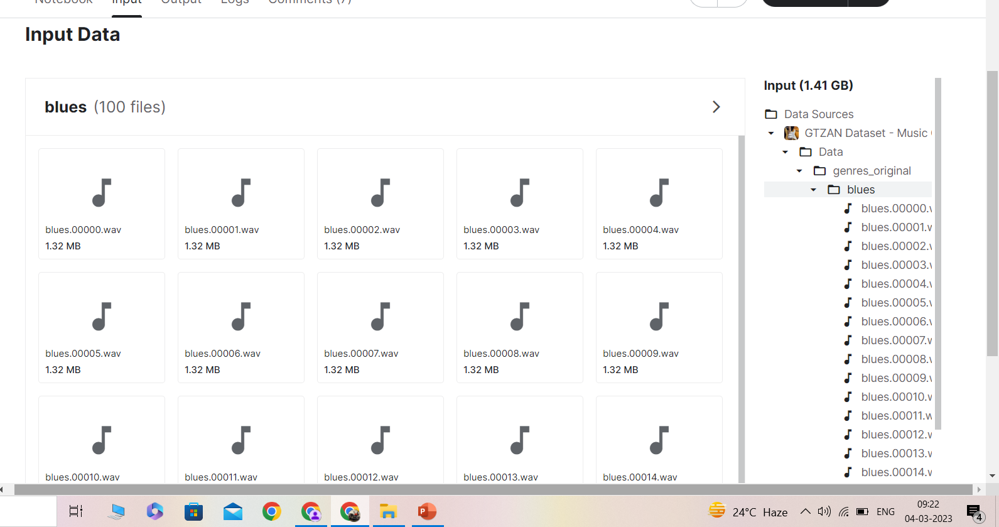 Notebook Input Output Logs Comments (7)
Input Data
blues (100 files)
blues.00000.wav
1.32 MB
blues.00001.wav
1.32 MB
blues.00002.wav
1.32 MB
blues.00003.wav
1.32 MB
blues.00004.wav
1.32 MB
blues.00005.wav
1.32 MB
blues.00006.wav
1.32 MB
blues.00007.wav
1.32 MB
blues.00008.wav
1.32 MB
blues.00009.wav
1.32 MB
blues.00010.wav
blues.00011.wav
blues.00012.wav
blues.00013.wav
blues.00014.wav
Input (1.41 GB)
Data Sources
GTZAN Dataset - Music
Data
genres_original
blues
blues.00000.w
blues.00001.w
blues.00002.w
blues.00003.w
blues.00004.w
blues.00005.w
blues.00006.w
blues.00007.w
blues.00008.w
blues.00009.w
blues.00010.w
blues.00011.w
blues.00012.w
blues.00013.w
blues.00014.w
24°C Haze
ENG
09:22
04-03-2023
4